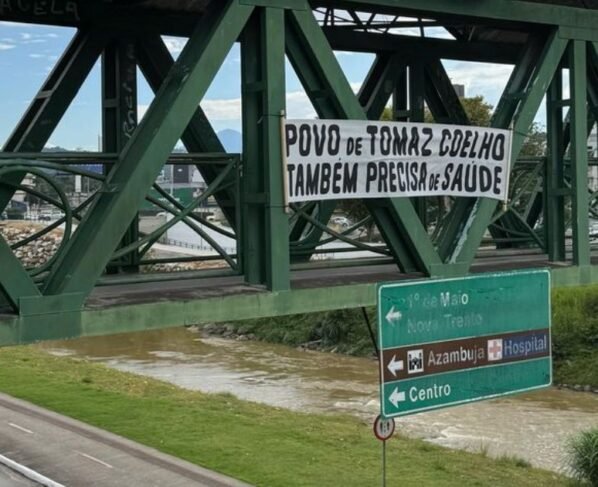 POVO DE TOMAZ COELHO
TAMBÉM PRECISA DE SAÚDE
1º de Maio
Nova Trento
Azambuja Hospital
Centro